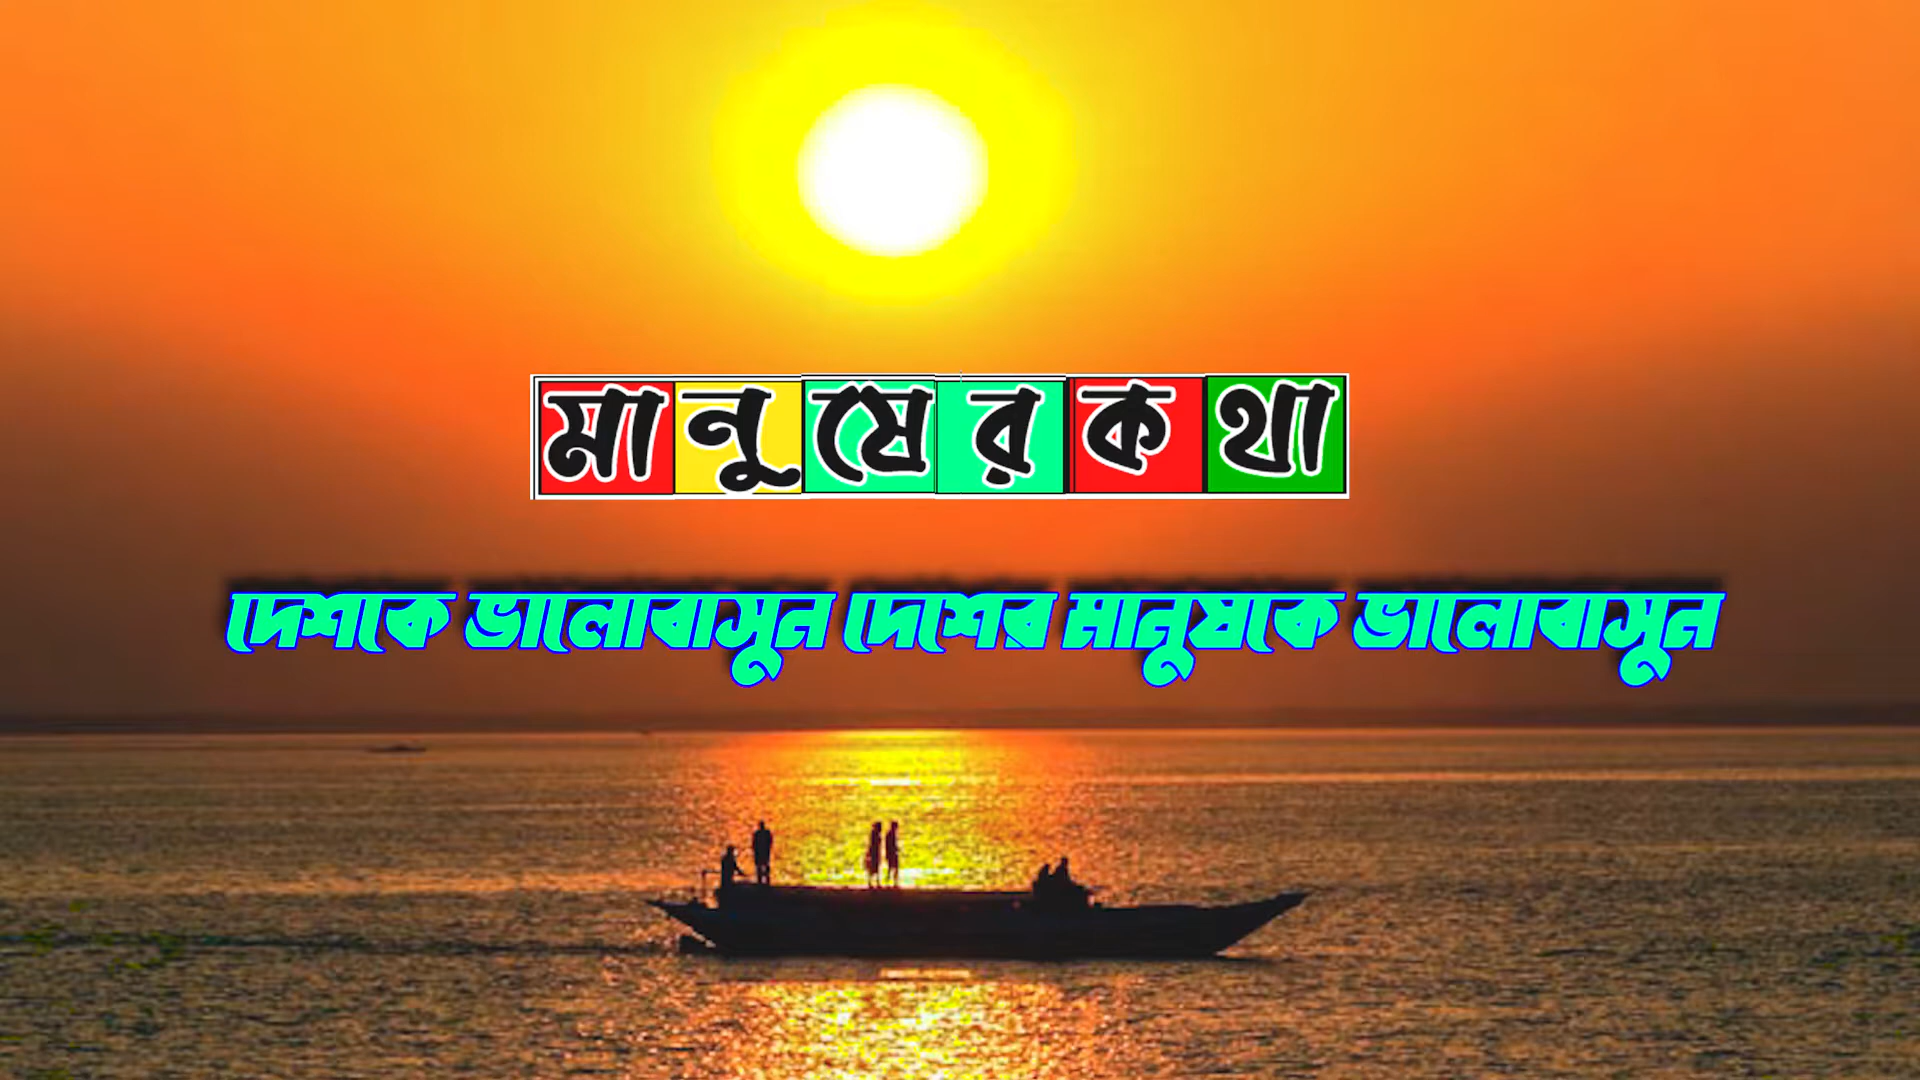 মানুষের কথা
দেশকে ভালোবাসুন দেশের মানুষকে ভালোবাসুন